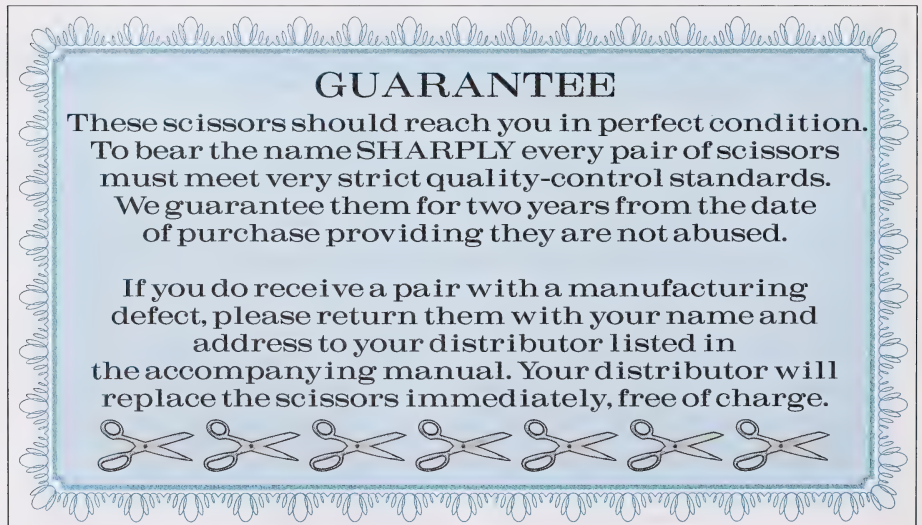 GUARANTEE
These scissors should reach you in perfect condition.
To bear the name SHARPLY every pair of scissors
must meet very strict quality-control standards.
We guarantee them for two years from the date
of purchase providing they are not abused.
If you do receive a pair with a manufacturing
defect, please return them with your name and
address to your distributor listed in
the accompanying manual. Your distributor will
replace the scissors immediately, free of charge.